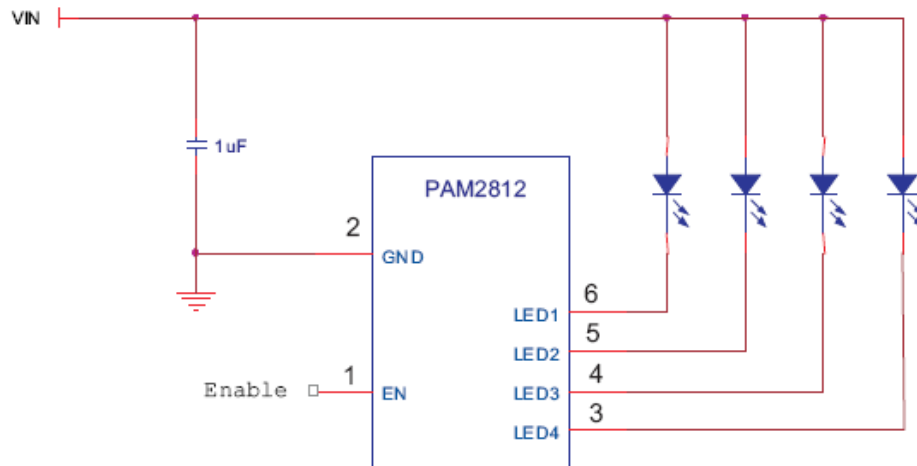 VIN
1uF
PAM2812
2
GND
6
LED1
5
LED2
4
LED3
3
LED4
Enable
1
EN